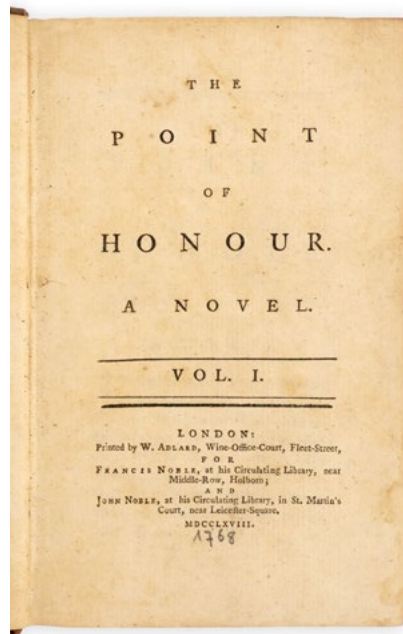 THE
POINT
OF
HONOUR.
A NOVEL.
VOL. I.
LONDON:
Printed by W. ADLARD, Wine-Office-Court, Fleet-Street,
FOR
FRANCIS NOBLE, at his Circulating Library, near
Middle-Row, Holborn;
AND
JOHN NOBLE, at his Circulating Library, in St. Martin's
Court, near Leicester-Square.
MDCCLXVIII.
1768